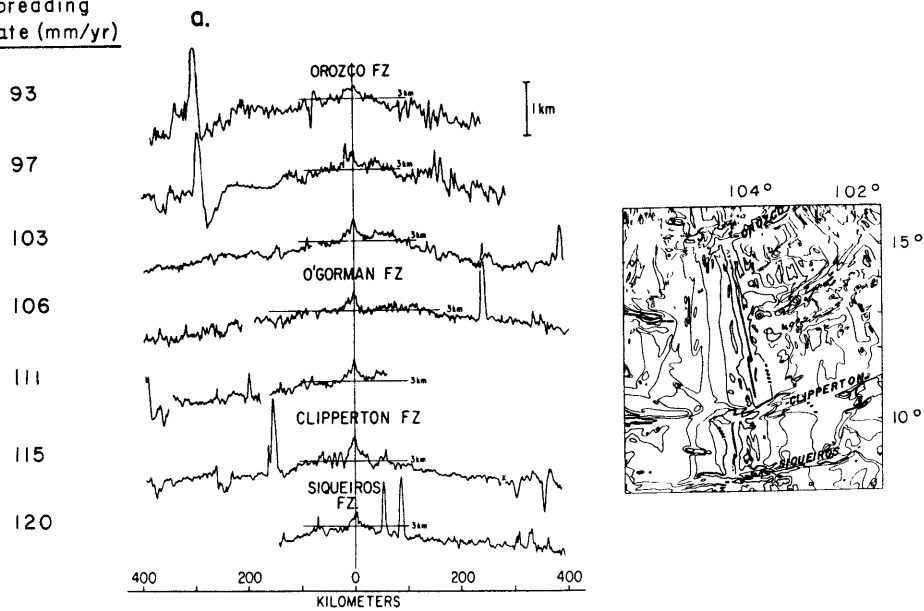 preading
ate (mm/yr)
a.
93
OROZCO FZ
3km
1km
97
3km
103
3km
O'GORMAN FZ
106
3km
111
3km
CLIPPERTON FZ
115
3km
SIQUEIROS
FZ
120
3km
400 200 0 200 400
KILOMETERS
104° 102°
OROZCO
15°
CLIPPERTON
10°
SIQUEIROS